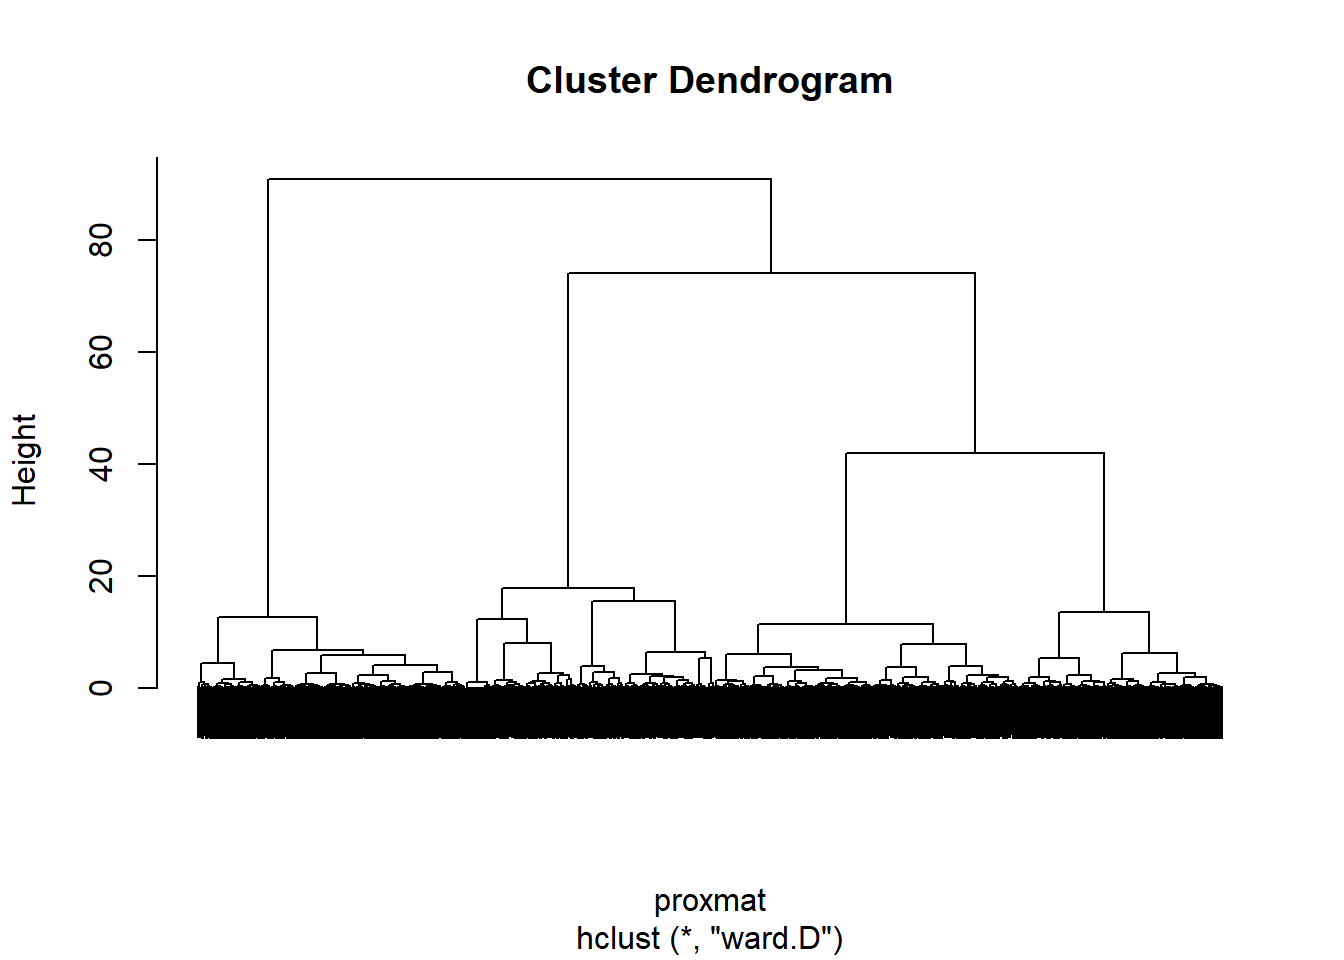 Cluster Dendrogram
Height
80
60
40
20
0
proxmat
hclust (*, "ward.D")